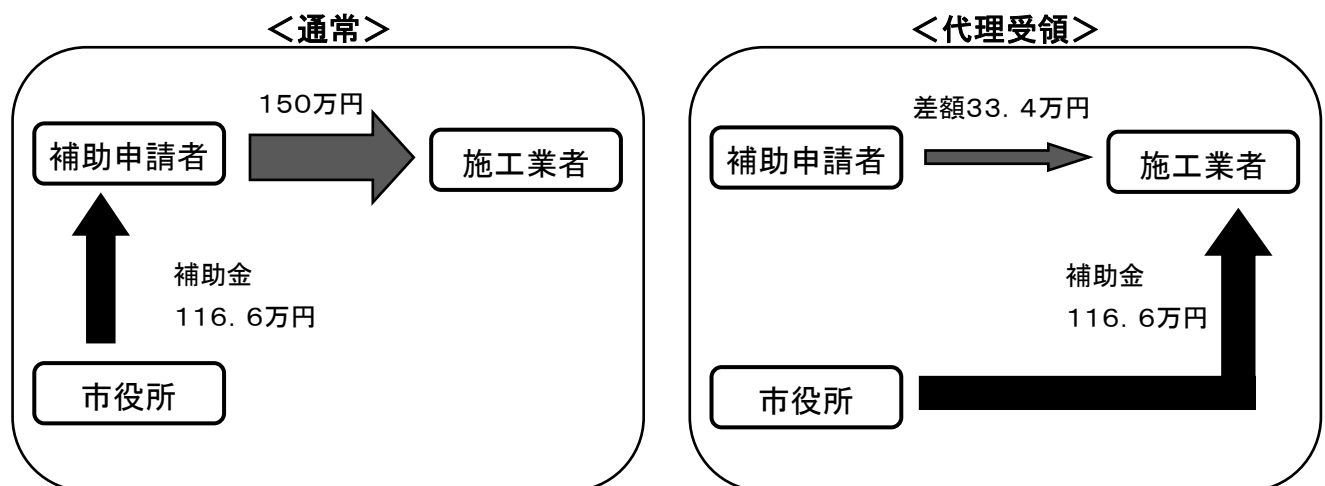 ＜通常＞
150万円
補助申請者
施工業者
補助金
116．6万円
市役所
＜代理受領＞
差額33．4万円
補助申請者
施工業者
補助金
116．6万円
市役所